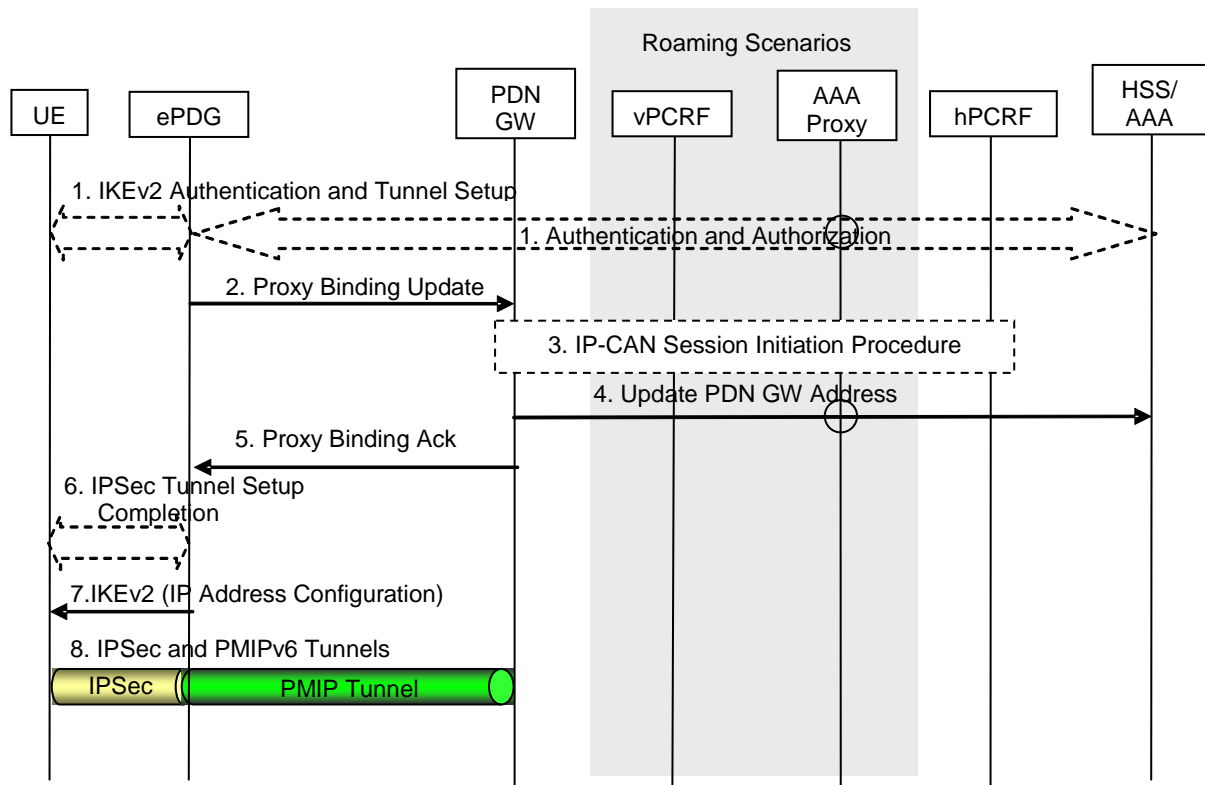 Roaming Scenarios
UE
ePDG
PDN
GW
vPCRF
AAA
Proxy
hPCRF
HSS/
AAA
1. IKEv2 Authentication and Tunnel Setup
1. Authentication and Authorization
2. Proxy Binding Update
3. IP-CAN Session Initiation Procedure
4. Update PDN GW Address
5. Proxy Binding Ack
6. IPSec Tunnel Setup
Completion
7.IKEv2 (IP Address Configuration)
8. IPSec and PMIPv6 Tunnels
IPSec
PMIP Tunnel